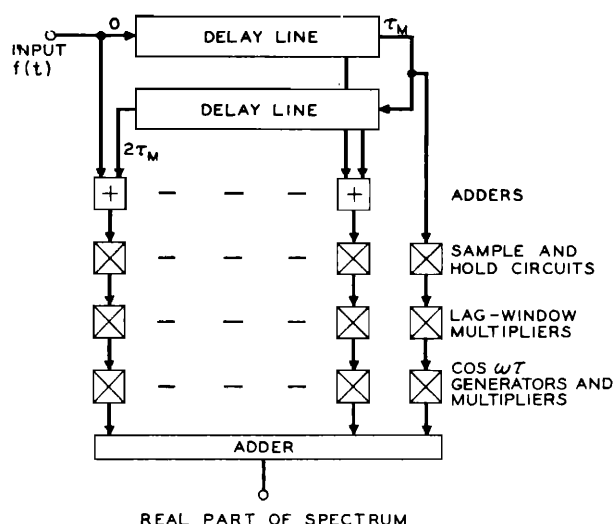 0
DELAY LINE
τM
INPUT
f(t)
DELAY LINE
2τM
+ +
ADDERS
SAMPLE AND
HOLD CIRCUITS
LAG-WINDOW
MULTIPLIERS
COS ωτ
GENERATORS AND
MULTIPLIERS
ADDER
REAL PART OF SPECTRUM